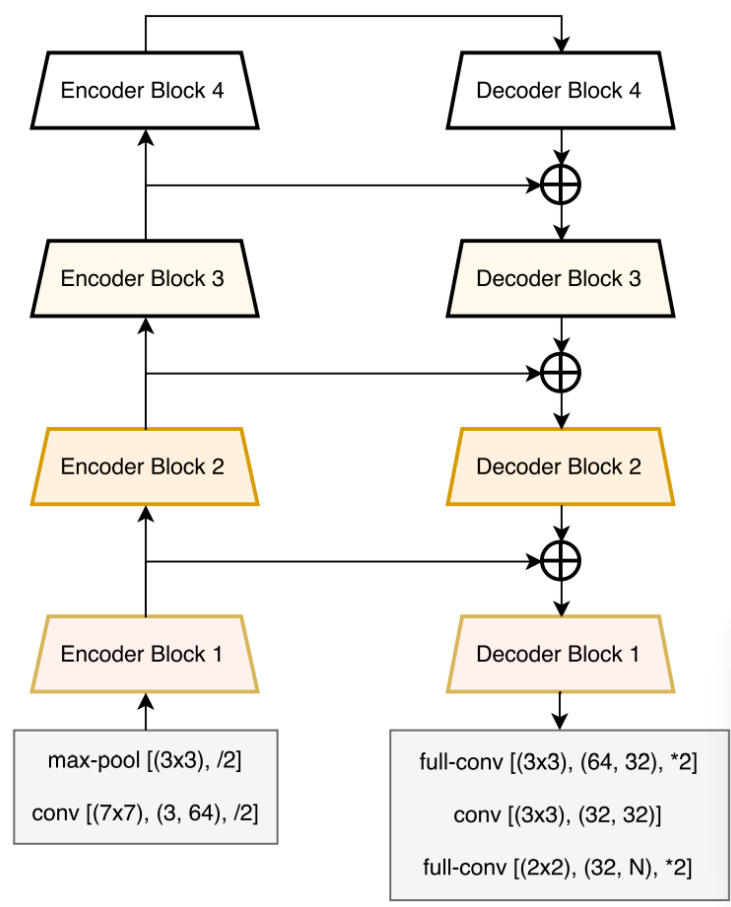 Encoder Block 4
Decoder Block 4
Encoder Block 3
Decoder Block 3
Encoder Block 2
Decoder Block 2
Encoder Block 1
Decoder Block 1
max-pool [(3x3), /2]
conv [(7x7), (3, 64), /2]
full-conv [(3x3), (64, 32), *2]
conv [(3x3), (32, 32)]
full-conv [(2x2), (32, N), *2]